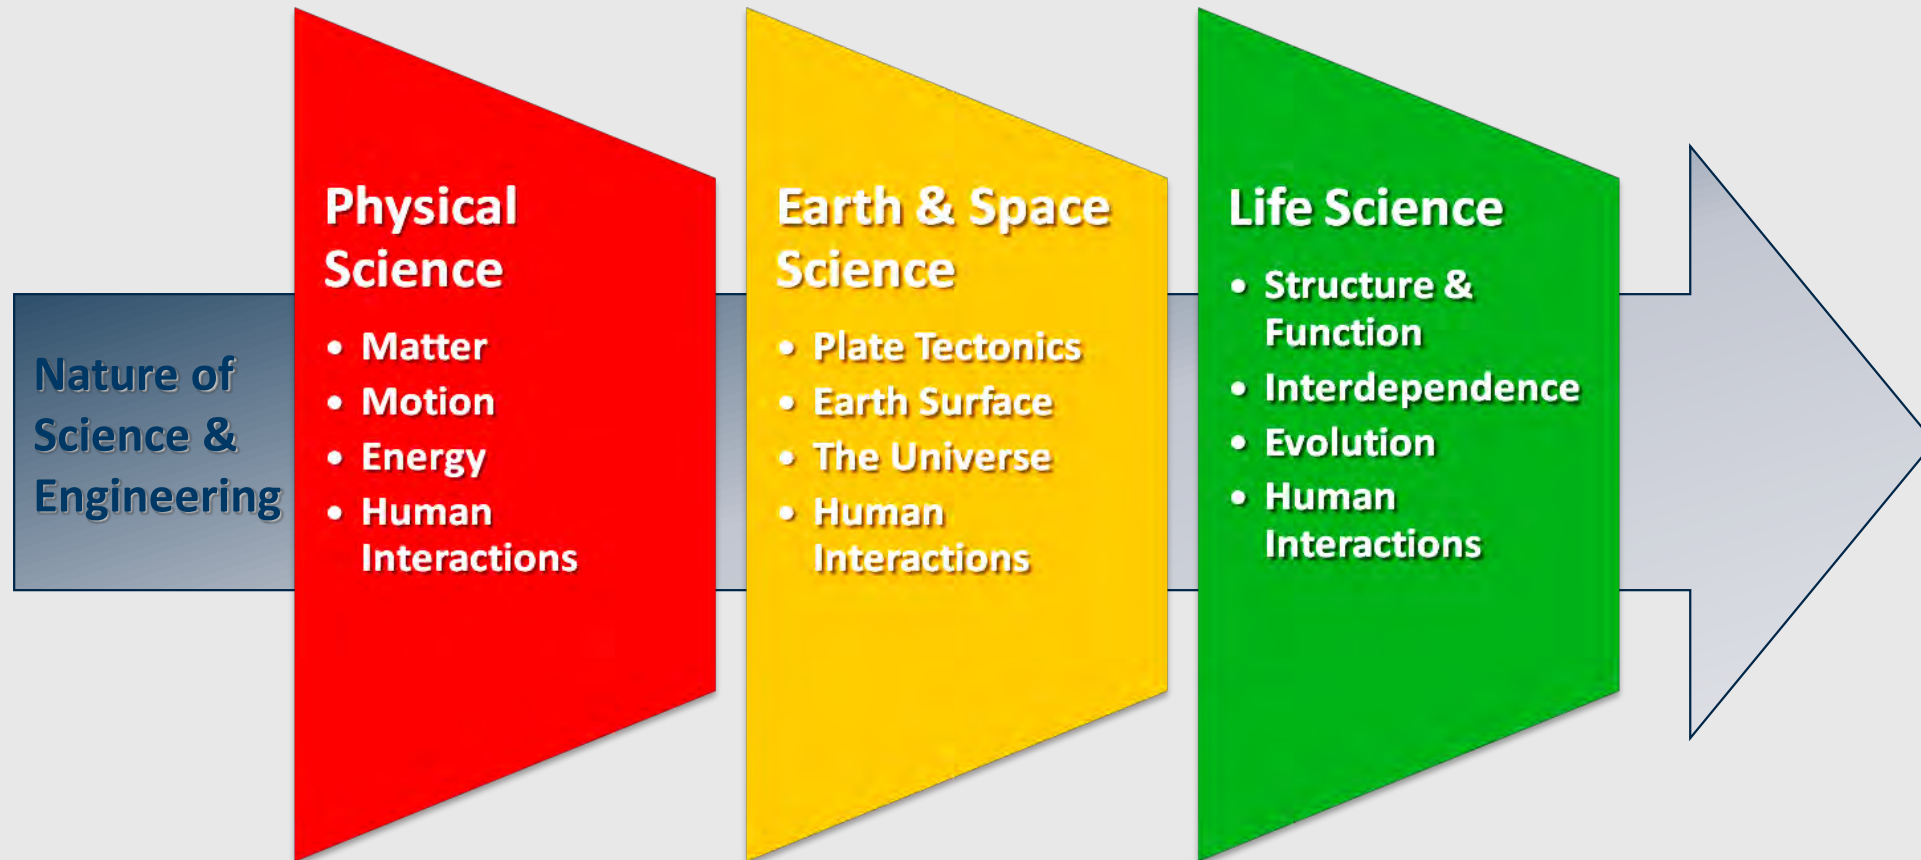 Nature of
Science &
Engineering
Physical
Science
• Matter
• Motion
• Energy
• Human
Interactions
Earth & Space
Science
• Plate Tectonics
• Earth Surface
• The Universe
• Human
Interactions
Life Science
• Structure &
Function
• Interdependence
• Evolution
• Human
Interactions